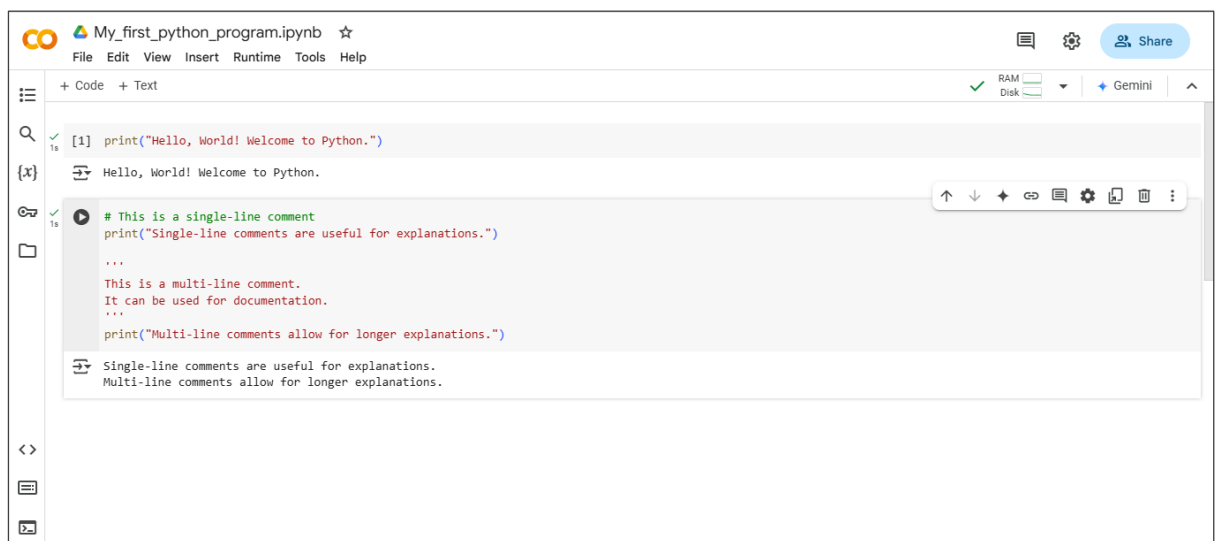 My_first_python_program.ipynb
File Edit View Insert Runtime Tools Help
Share
+ Code + Text
RAM
Disk
Gemini
1s
[1] print("Hello, World! Welcome to Python.")
Hello, World! Welcome to Python.
{x}
1s
# This is a single-line comment
print("Single-line comments are useful for explanations.")
'''
This is a multi-line comment.
It can be used for documentation.
'''
print("Multi-line comments allow for longer explanations.")
Single-line comments are useful for explanations.
Multi-line comments allow for longer explanations.